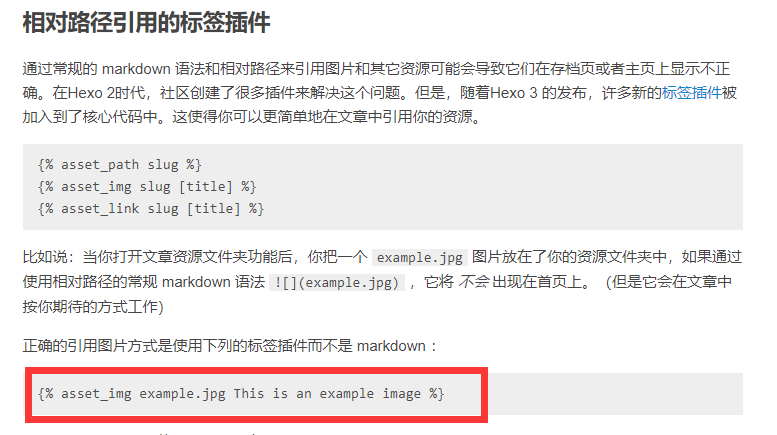 相对路径引用的标签插件
通过常规的 markdown 语法和相对路径来引用图片和其它资源可能会导致它们在存档页或者主页上显示不正
确。在Hexo 2时代，社区创建了很多插件来解决这个问题。但是，随着Hexo 3 的发布，许多新的标签插件被
加入到了核心代码中。这使得你可以更简单地在文章中引用你的资源。
{% asset_path slug %}
{% asset_img slug [title] %}
{% asset_link slug [title] %}
比如说：当你打开文章资源文件夹功能后，你把一个 example.jpg 图片放在了你的资源文件夹中，如果通过
使用相对路径的常规 markdown 语法 ![](example.jpg) ，它将 不会 出现在首页上。（但是它会在文章中
按你期待的方式工作）
正确的引用图片方式是使用下列的标签插件而不是 markdown ：
{% asset_img example.jpg This is an example image %}